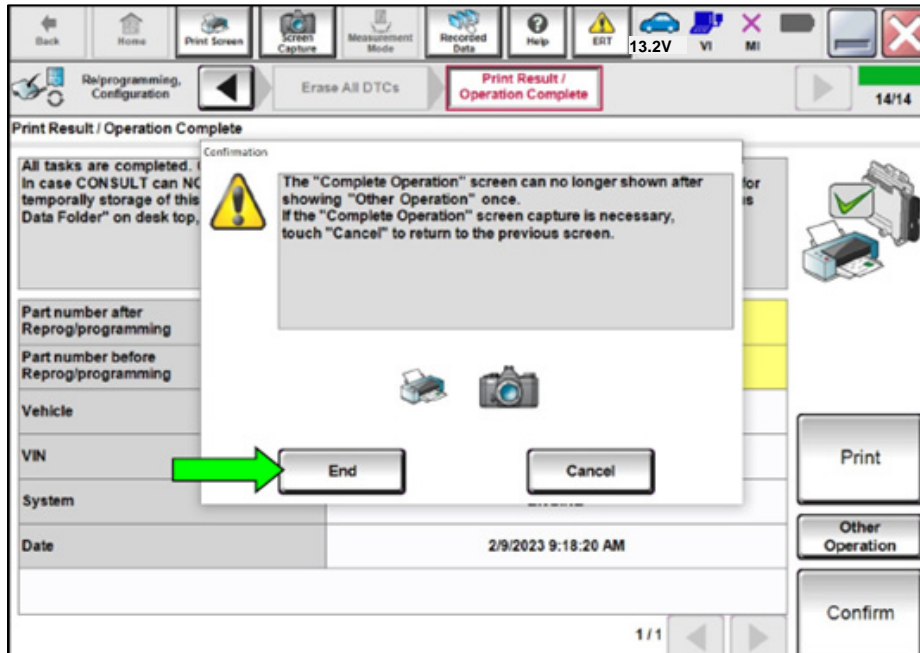 Back
Home
Print Screen
Screen
Capture
Measurement
Mode
Recorded
Data
Help
ERT
13.2V
VI
MI
Re/programming,
Configuration
Erase All DTCs
Print Result /
Operation Complete
14/14
Print Result / Operation Complete
Confirmation
All tasks are completed.
In case CONSULT can
temporally storage of this
Data Folder" on desk top,
for
is
The "Complete Operation" screen can no longer shown after
showing "Other Operation" once.
If the "Complete Operation" screen capture is necessary,
touch "Cancel" to return to the previous screen.
Part number after
Reprog/programming
Part number before
Reprog/programming
Vehicle
VIN
End
Cancel
System
Date
2/9/2023 9:18:20 AM
Print
Other
Operation
Confirm
1/1